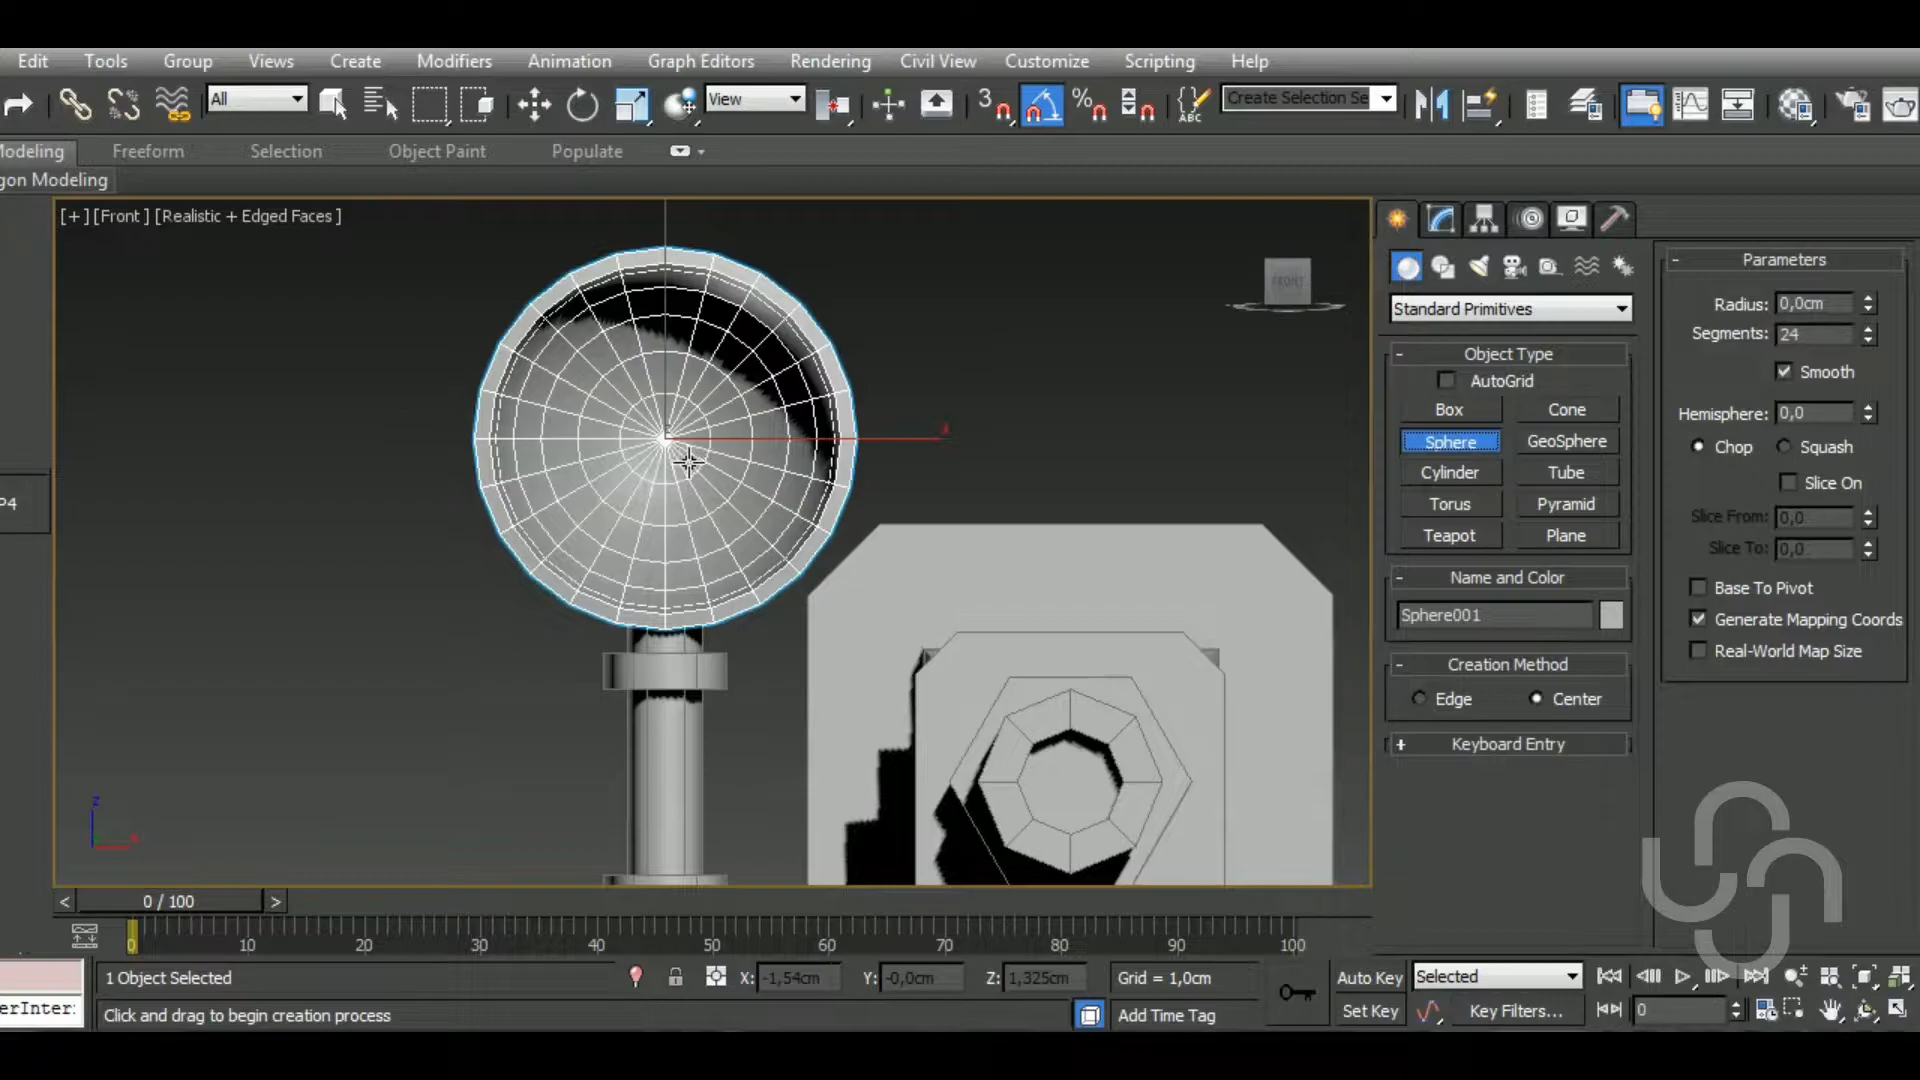 Edit Tools Group Views Create Modifiers Animation Graph Editors Rendering Civil View Customize Scripting Help
All View 3 % ABC Create Selection Se
Modeling Freeform Selection Object Paint Populate
gon Modeling
[+] [Front ] [Realistic + Edged Faces ]
FRONT
x
z
P4
Standard Primitives
- Object Type
AutoGrid
Box Cone
Sphere GeoSphere
Cylinder Tube
Torus Pyramid
Teapot Plane
- Name and Color
Sphere001
- Creation Method
Edge Center
+ Keyboard Entry
- Parameters
Radius: 0,0cm
Segments: 24
Smooth
Hemisphere: 0,0
Chop Squash
Slice On
Slice From: 0,0
Slice To: 0,0
Base To Pivot
Generate Mapping Coords
Real-World Map Size
< 0 / 100 >
0 10 20 30 40 50 60 70 80 90 100
1 Object Selected X: -1,54cm Y: -0,0cm Z: 1,325cm Grid = 1,0cm Auto Key Selected
erInter: Click and drag to begin creation process Add Time Tag Set Key Key Filters... 0